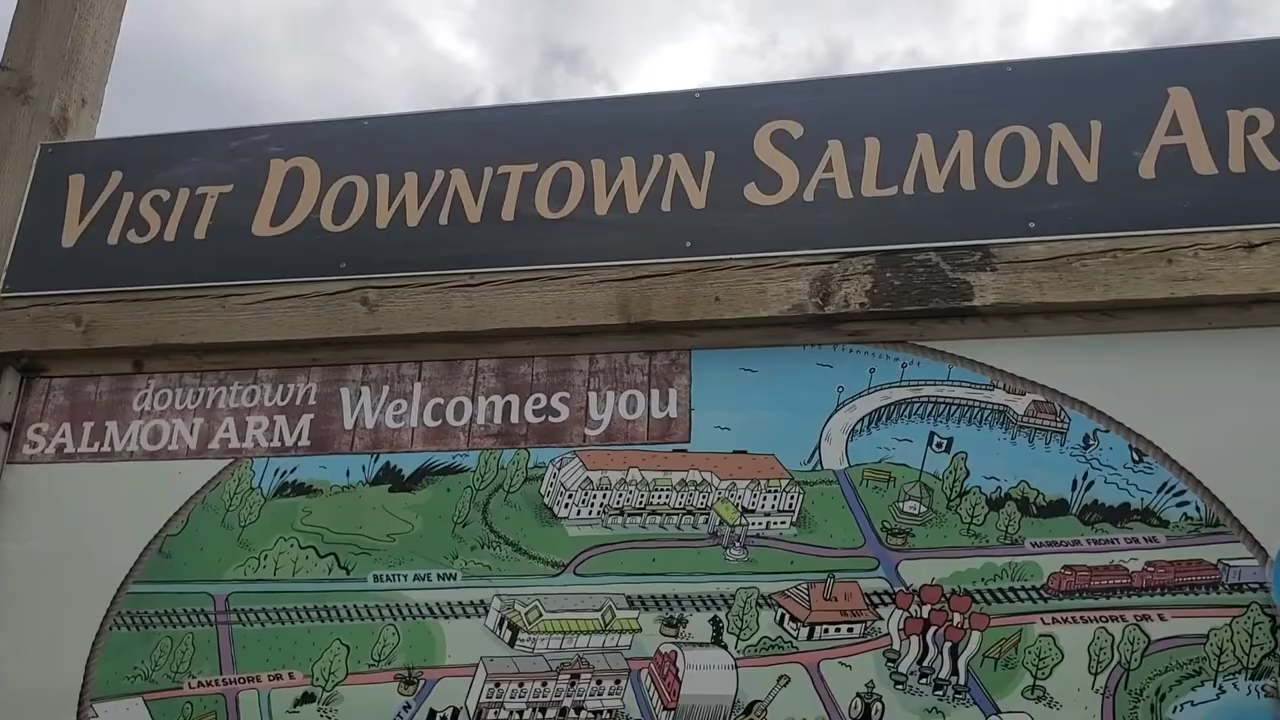 VISIT DOWNTOWN SALMON AR
downtown
SALMON ARM
Welcomes you
HARBOUR FRONT DR NE
BEATTY AVE NW
LAKESHORE DR E
LAKESHORE DR E